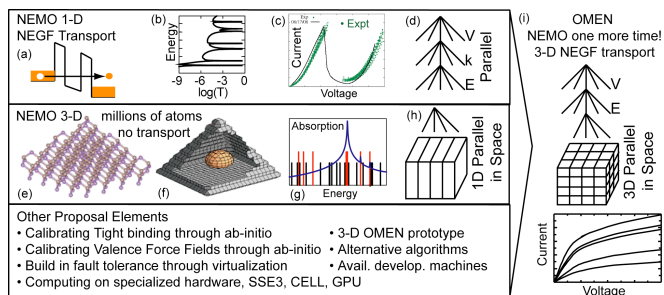 NEMO 1-D
NEGF Transport
(a)
(b)
Energy
-9 -6 -3 0
log(T)
(c)
Current
Exp
• Expt
Voltage
(d)
V
k
E
Parallel
NEMO 3-D
millions of atoms
no transport
(e)
(f)
Absorption
(g)
Energy
(h)
1D Parallel
in Space
Other Proposal Elements
• Calibrating Tight binding through ab-initio
• Calibrating Valence Force Fields through ab-initio
• Build in fault tolerance through virtualization
• Computing on specialized hardware, SSE3, CELL, GPU
• 3-D OMEN prototype
• Alternative algorithms
• Avail. develop. machines
(i)
OMEN
NEMO one more time!
3-D NEGF transport
V
E
3D Parallel
in Space
Current
Voltage